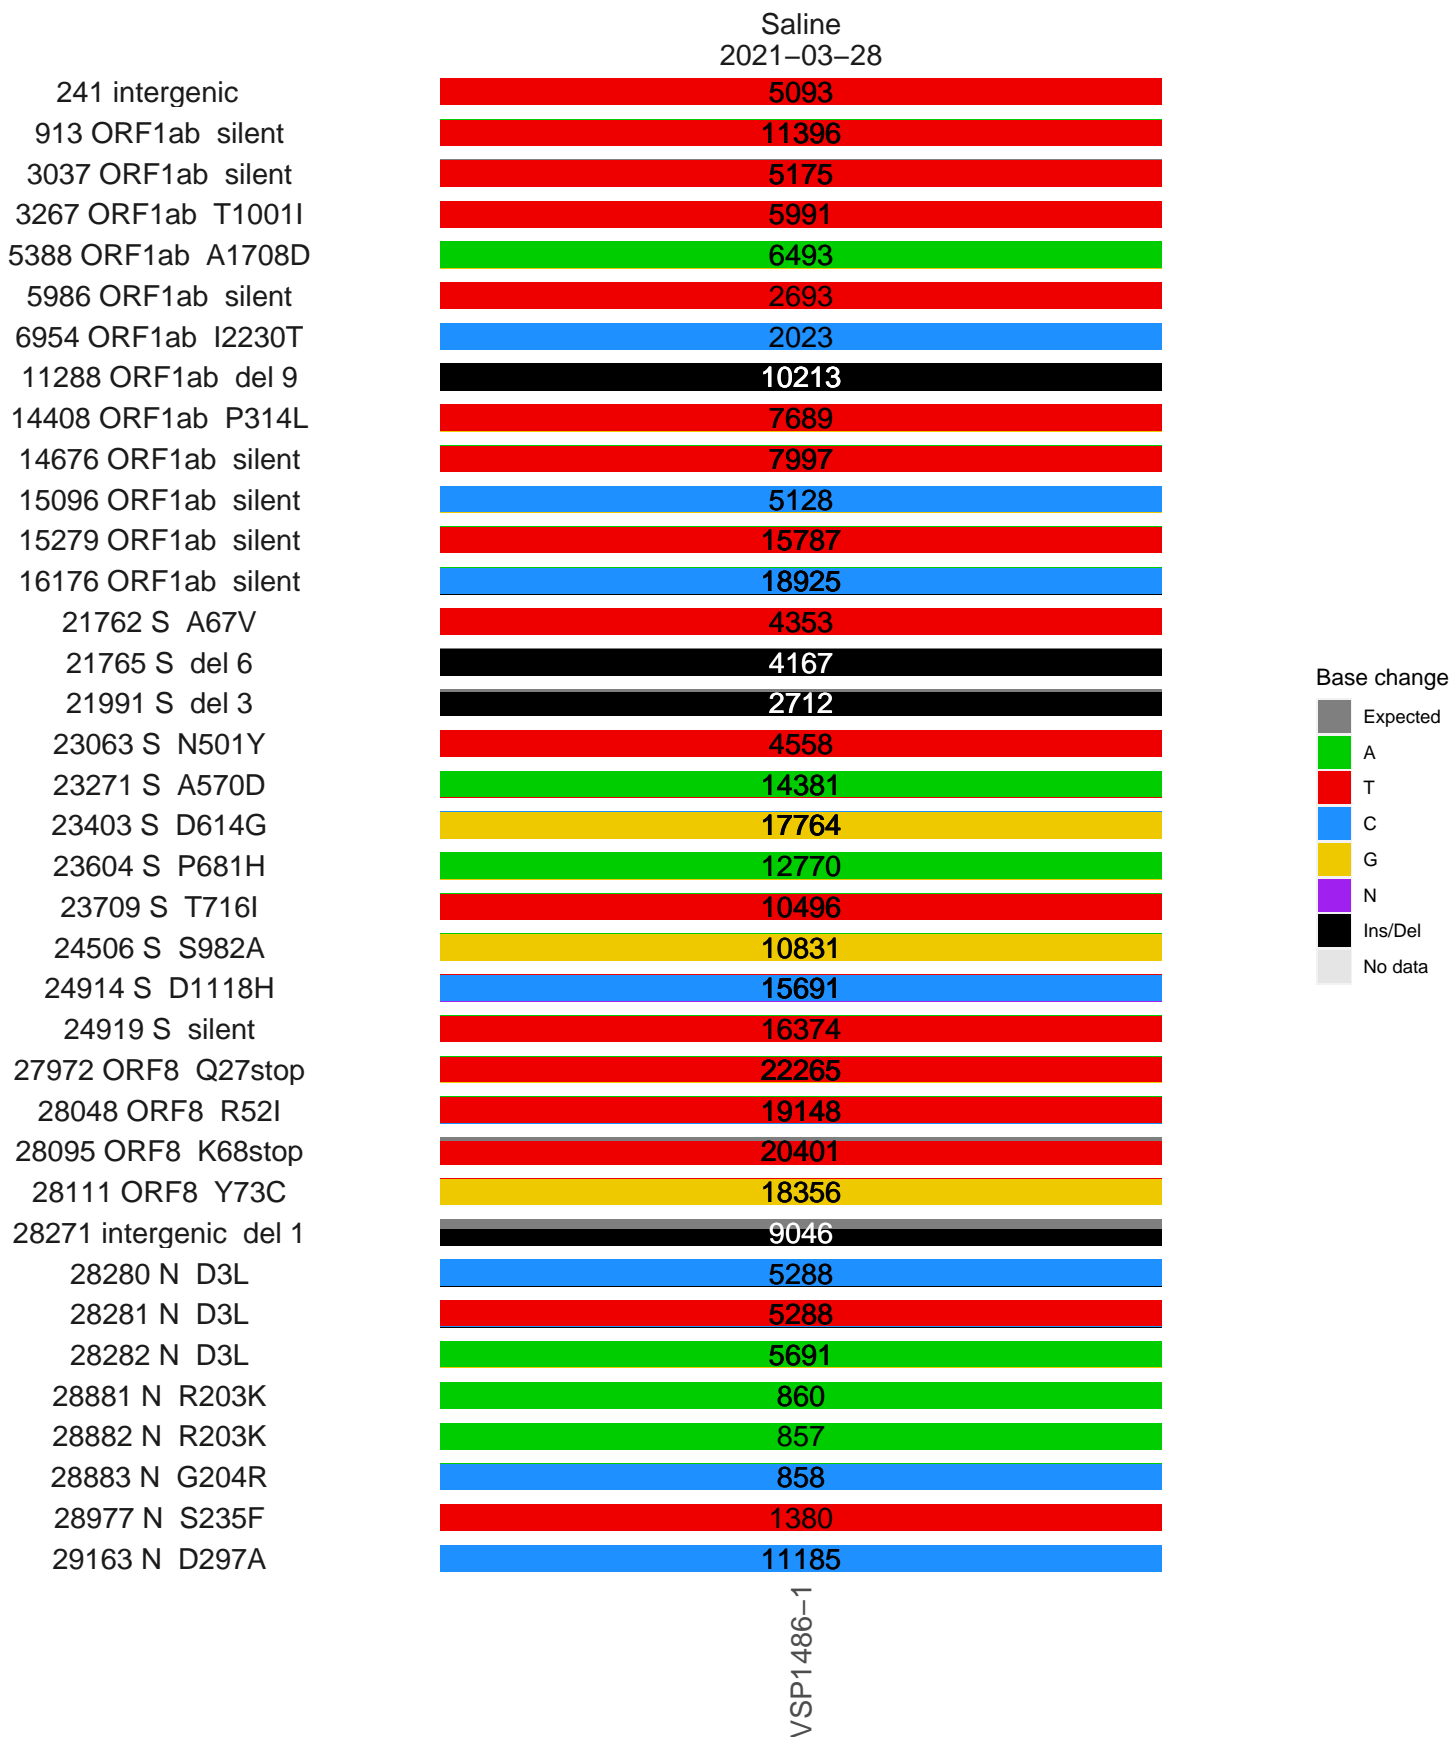 Saline
2021−03−28
241 intergenic 5093
913 ORF1ab silent 11396
3037 ORF1ab silent 5175
3267 ORF1ab T1001I 5991
5388 ORF1ab A1708D 6493
5986 ORF1ab silent 2693
6954 ORF1ab I2230T 2023
11288 ORF1ab del 9 10213
14408 ORF1ab P314L 7689
14676 ORF1ab silent 7997
15096 ORF1ab silent 5128
15279 ORF1ab silent 15787
16176 ORF1ab silent 18925
21762 S A67V 4353
21765 S del 6 4167
21991 S del 3 2712
23063 S N501Y 4558
23271 S A570D 14381
23403 S D614G 17764
23604 S P681H 12770
23709 S T716I 10496
24506 S S982A 10831
24914 S D1118H 15691
24919 S silent 16374
27972 ORF8 Q27stop 22265
28048 ORF8 R52I 19148
28095 ORF8 K68stop 20401
28111 ORF8 Y73C 18356
28271 intergenic del 1 9046
28280 N D3L 5288
28281 N D3L 5288
28282 N D3L 5691
28881 N R203K 860
28882 N R203K 857
28883 N G204R 858
28977 N S235F 1380
29163 N D297A 11185
VSP1486−1
Base change
Expected
A
T
C
G
N
Ins/Del
No data